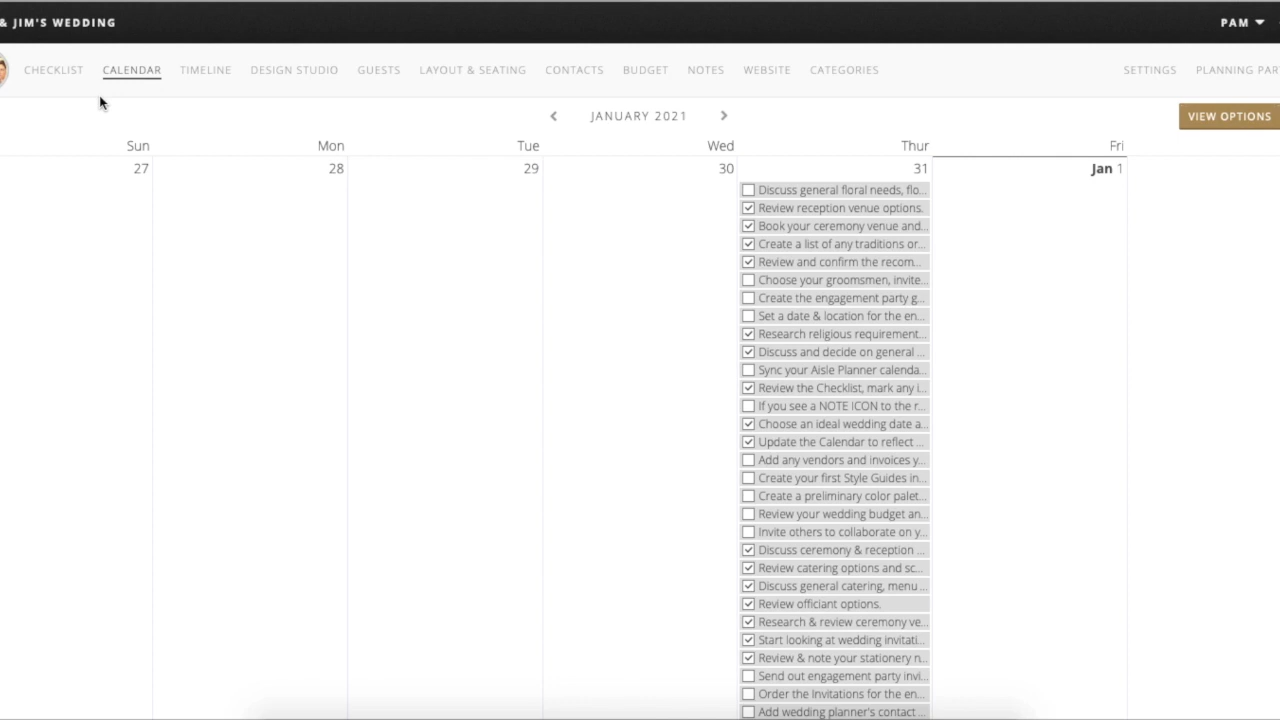 & JIM'S WEDDING
PAM
CHECKLIST CALENDAR TIMELINE DESIGN STUDIO GUESTS LAYOUT & SEATING CONTACTS BUDGET NOTES WEBSITE CATEGORIES SETTINGS PLANNING PAR
JANUARY 2021
VIEW OPTIONS
Sun Mon Tue Wed Thur Fri
27 28 29 30 31 Jan 1
Discuss general floral needs, flo...
Review reception venue options.
Book your ceremony venue and...
Create a list of any traditions or...
Review and confirm the recom...
Choose your groomsmen, invite...
Create the engagement party g...
Set a date & location for the en...
Research religious requirement...
Discuss and decide on general ...
Sync your Aisle Planner calenda...
Review the Checklist, mark any i...
If you see a NOTE ICON to the r...
Choose an ideal wedding date a...
Update the Calendar to reflect ...
Add any vendors and invoices y...
Create your first Style Guides in...
Create a preliminary color palet...
Review your wedding budget an...
Invite others to collaborate on y...
Discuss ceremony & reception ...
Review catering options and sc...
Discuss general catering, menu ...
Review officiant options.
Research & review ceremony ve...
Start looking at wedding invitati...
Review & note your stationery n...
Send out engagement party invi...
Order the Invitations for the en...
Add wedding planner's contact ...